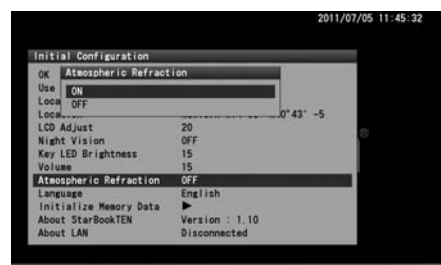 2011/07/05 11:45:32
Initial Configuration
OK
Atmospheric Refraction
Use
ON
Loca
OFF
Loca
0°43' -5
LCD Adjust 20
Night Vision OFF
Key LED Brightness 15
Volume 15
Atmospheric Refraction OFF
Language English
Initialize Memory Data ▶
About StarBookTEN Version : 1.10
About LAN Disconnected